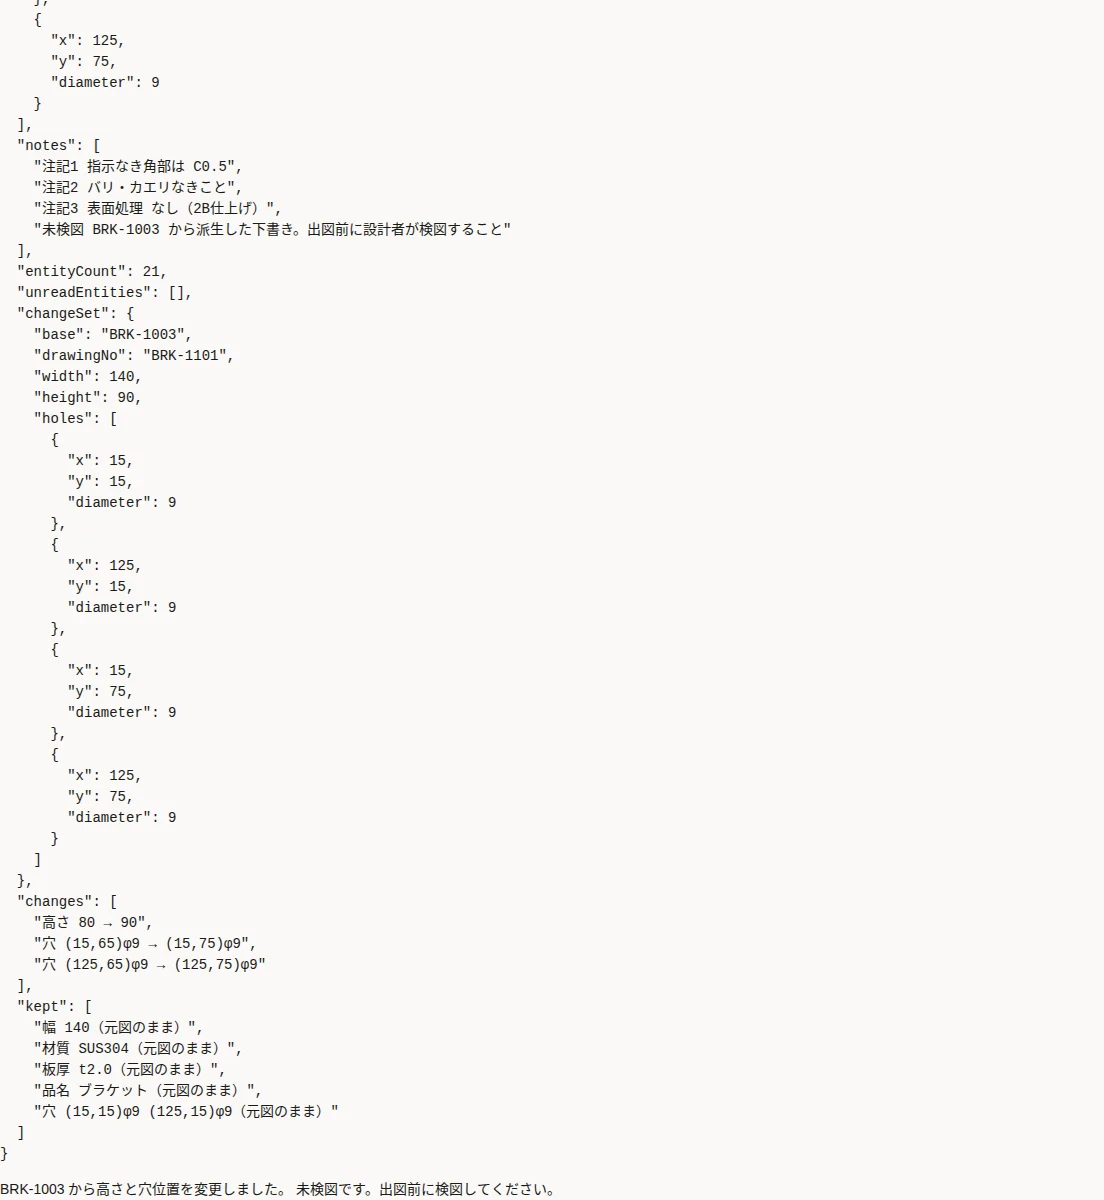 {
      "x": 125,
      "y": 75,
      "diameter": 9
    }
  ],
  "notes": [
    "注記1 指示なき角部は C0.5",
    "注記2 バリ・カエリなきこと",
    "注記3 表面処理 なし（2B仕上げ）",
    "未検図 BRK-1003 から派生した下書き。出図前に設計者が検図すること"
  ],
  "entityCount": 21,
  "unreadEntities": [],
  "changeSet": {
    "base": "BRK-1003",
    "drawingNo": "BRK-1101",
    "width": 140,
    "height": 90,
    "holes": [
      {
        "x": 15,
        "y": 15,
        "diameter": 9
      },
      {
        "x": 125,
        "y": 15,
        "diameter": 9
      },
      {
        "x": 15,
        "y": 75,
        "diameter": 9
      },
      {
        "x": 125,
        "y": 75,
        "diameter": 9
      }
    ]
  },
  "changes": [
    "高さ 80 → 90",
    "穴 (15,65)φ9 → (15,75)φ9",
    "穴 (125,65)φ9 → (125,75)φ9"
  ],
  "kept": [
    "幅 140（元図のまま）",
    "材質 SUS304（元図のまま）",
    "板厚 t2.0（元図のまま）",
    "品名 ブラケット（元図のまま）",
    "穴 (15,15)φ9 (125,15)φ9（元図のまま）"
  ]
}
BRK-1003 から高さと穴位置を変更しました。 未検図です。出図前に検図してください。